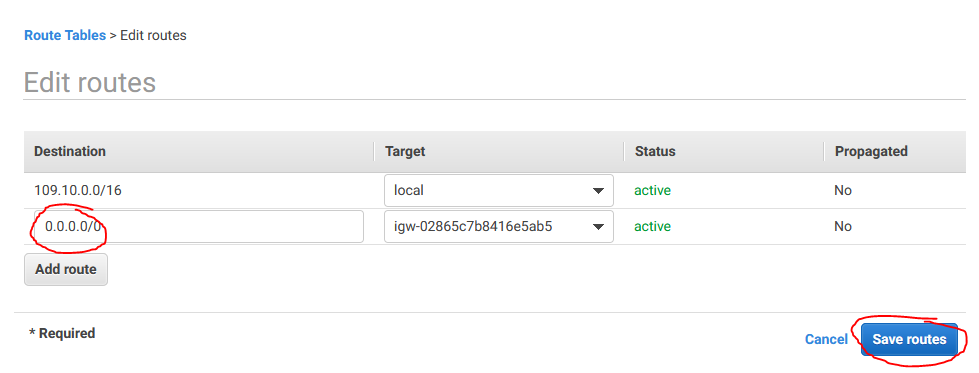 Route Tables > Edit routes
Edit routes
Destination Target Status Propagated
109.10.0.0/16 local active No
0.0.0.0/0 igw-02865c7b8416e5ab5 active No
Add route
* Required
Cancel Save routes